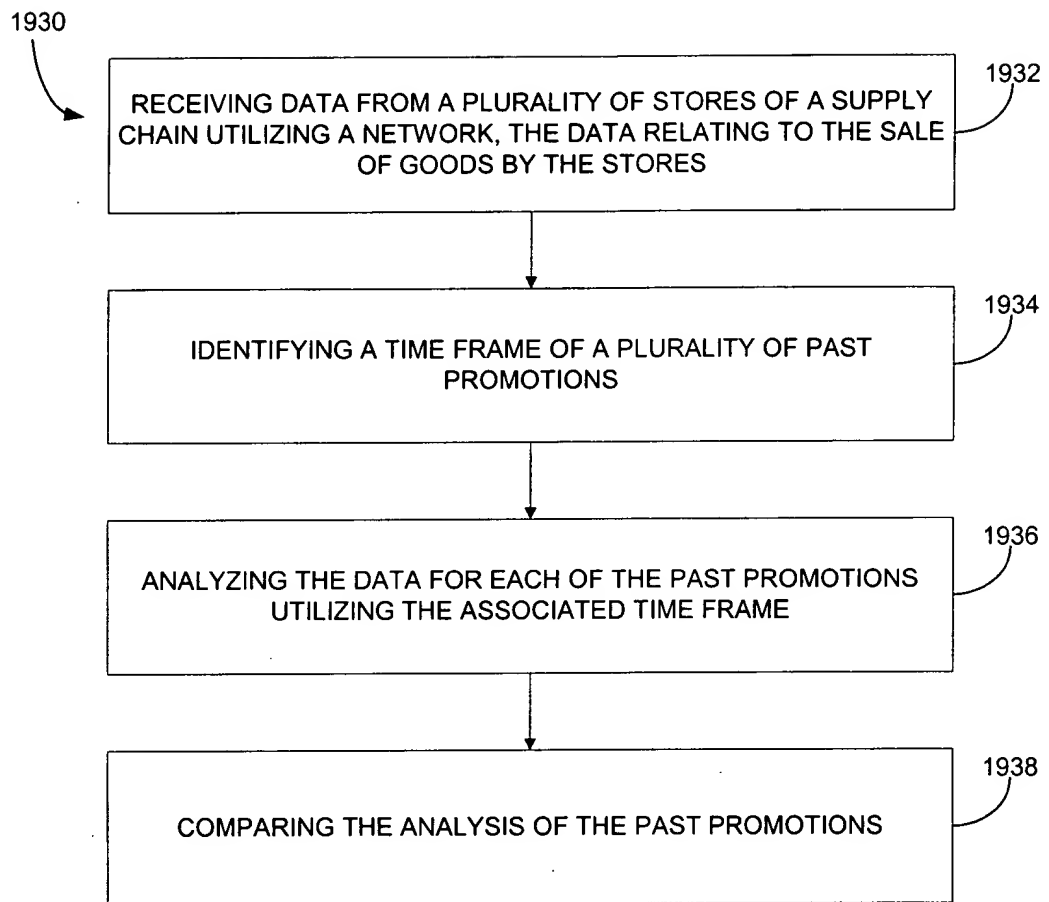 1930
1932
RECEIVING DATA FROM A PLURALITY OF STORES OF A SUPPLY
CHAIN UTILIZING A NETWORK, THE DATA RELATING TO THE SALE
OF GOODS BY THE STORES
1934
IDENTIFYING A TIME FRAME OF A PLURALITY OF PAST
PROMOTIONS
1936
ANALYZING THE DATA FOR EACH OF THE PAST PROMOTIONS
UTILIZING THE ASSOCIATED TIME FRAME
1938
COMPARING THE ANALYSIS OF THE PAST PROMOTIONS